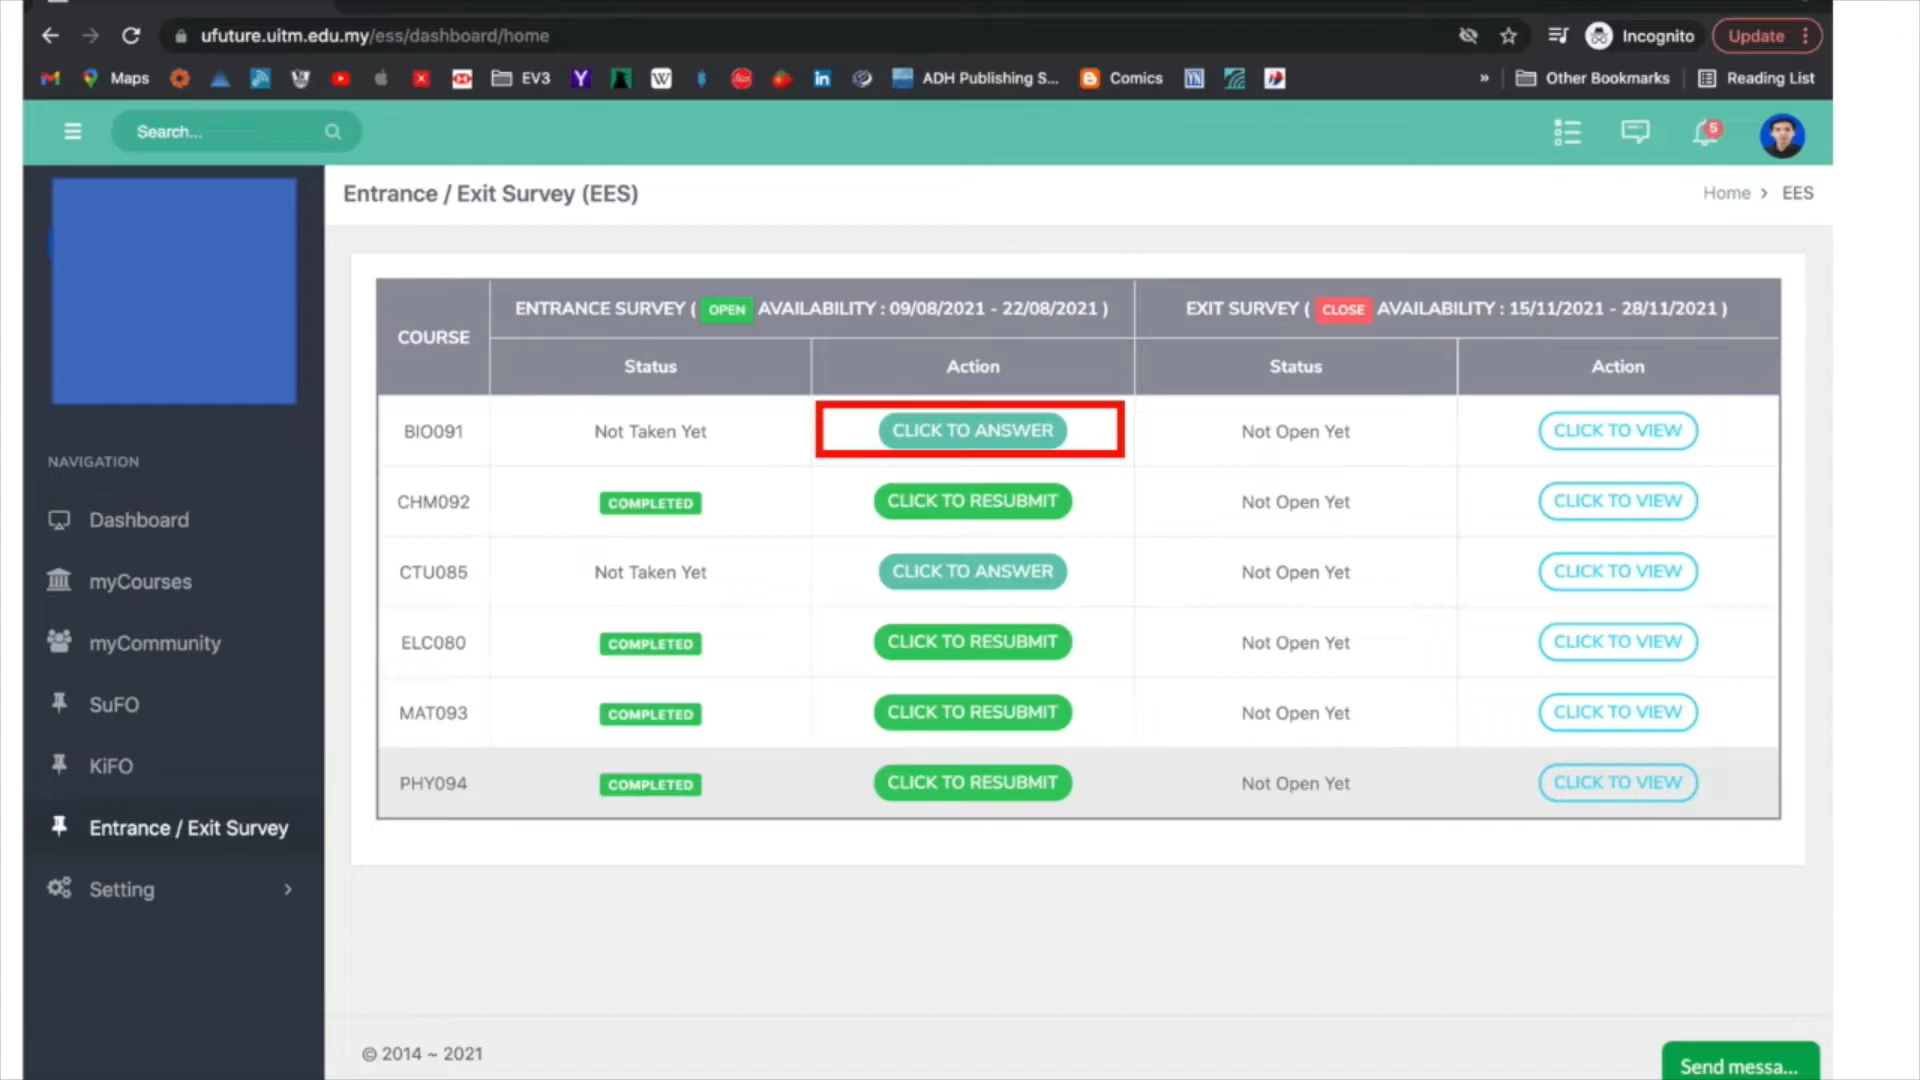 ufuture.uitm.edu.my/ess/dashboard/home
Incognito
Update
Maps
EV3
ADH Publishing S...
Comics
»
Other Bookmarks
Reading List
Search...
5
Entrance / Exit Survey (EES)
Home > EES
COURSE
ENTRANCE SURVEY ( OPEN AVAILABILITY : 09/08/2021 - 22/08/2021 )
EXIT SURVEY ( CLOSE AVAILABILITY : 15/11/2021 - 28/11/2021 )
Status Action Status Action
BIO091 Not Taken Yet CLICK TO ANSWER Not Open Yet CLICK TO VIEW
CHM092 COMPLETED CLICK TO RESUBMIT Not Open Yet CLICK TO VIEW
CTU085 Not Taken Yet CLICK TO ANSWER Not Open Yet CLICK TO VIEW
ELC080 COMPLETED CLICK TO RESUBMIT Not Open Yet CLICK TO VIEW
MAT093 COMPLETED CLICK TO RESUBMIT Not Open Yet CLICK TO VIEW
PHY094 COMPLETED CLICK TO RESUBMIT Not Open Yet CLICK TO VIEW
NAVIGATION
Dashboard
myCourses
myCommunity
SuFO
KiFO
Entrance / Exit Survey
Setting
© 2014 ~ 2021
Send messa...